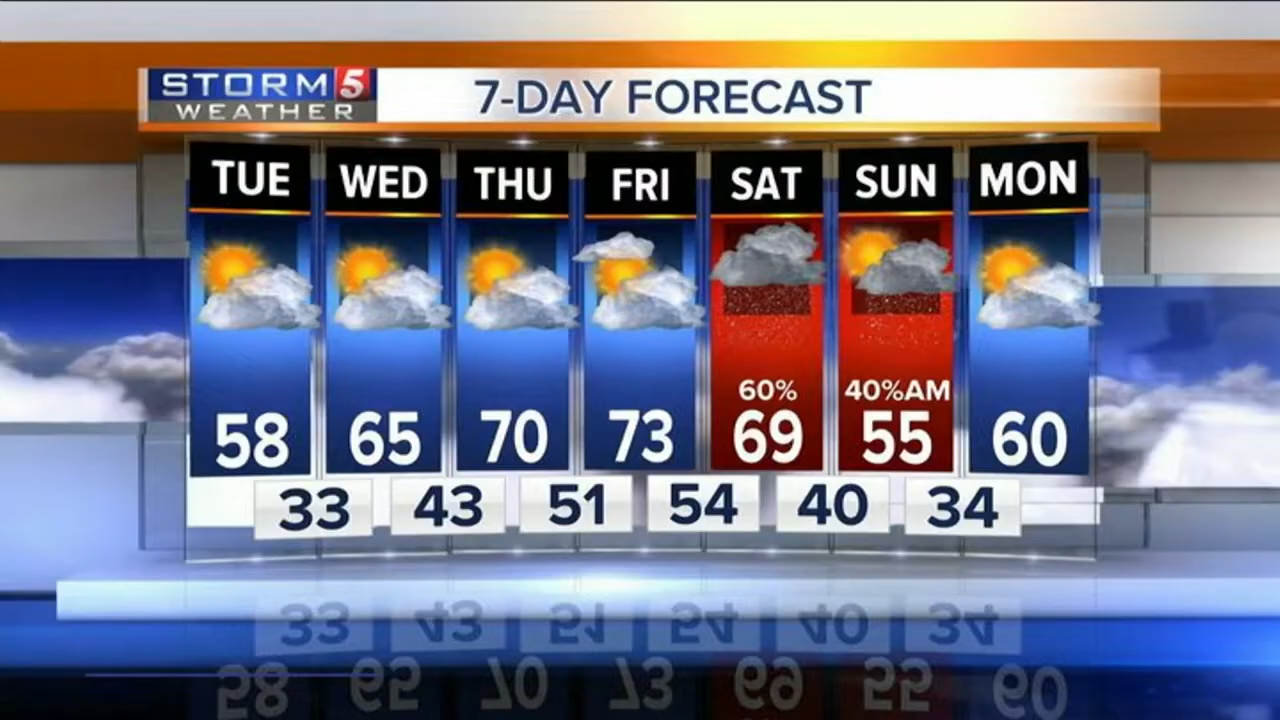 STORM 5
WEATHER
7-DAY FORECAST
TUE WED THU FRI SAT SUN MON
60% 40%AM
58 65 70 73 69 55 60
33 43 51 54 40 34